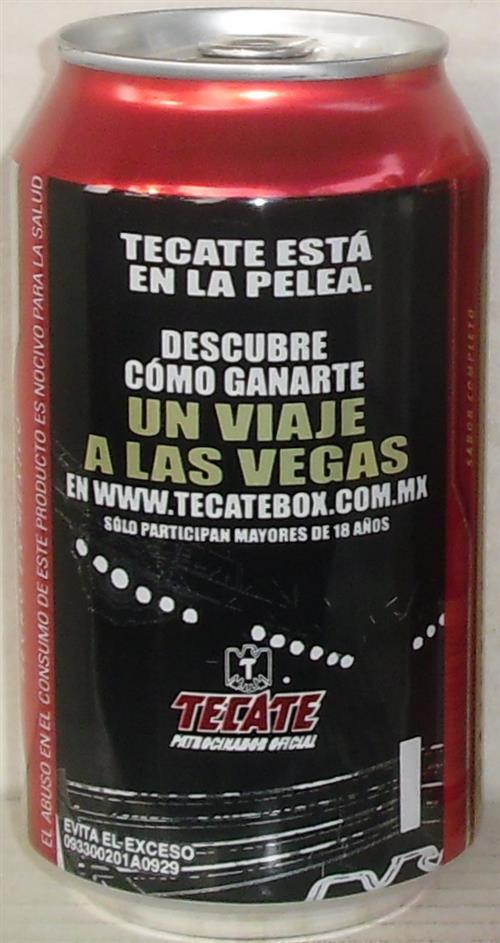 TECATE ESTÁ
EN LA PELEA.
DESCUBRE
CÓMO GANARTE
UN VIAJE
A LAS VEGAS
EN WWW.TECATEBOX.COM.MX
SÓLO PARTICIPAN MAYORES DE 18 AÑOS
T
TECATE
PATROCINADOR OFICIAL
EVITA EL EXCESO
093300201A0929
EL ABUSO EN EL CONSUMO DE ESTE PRODUCTO ES NOCIVO PARA LA SALUD
SABOR COMPLETO